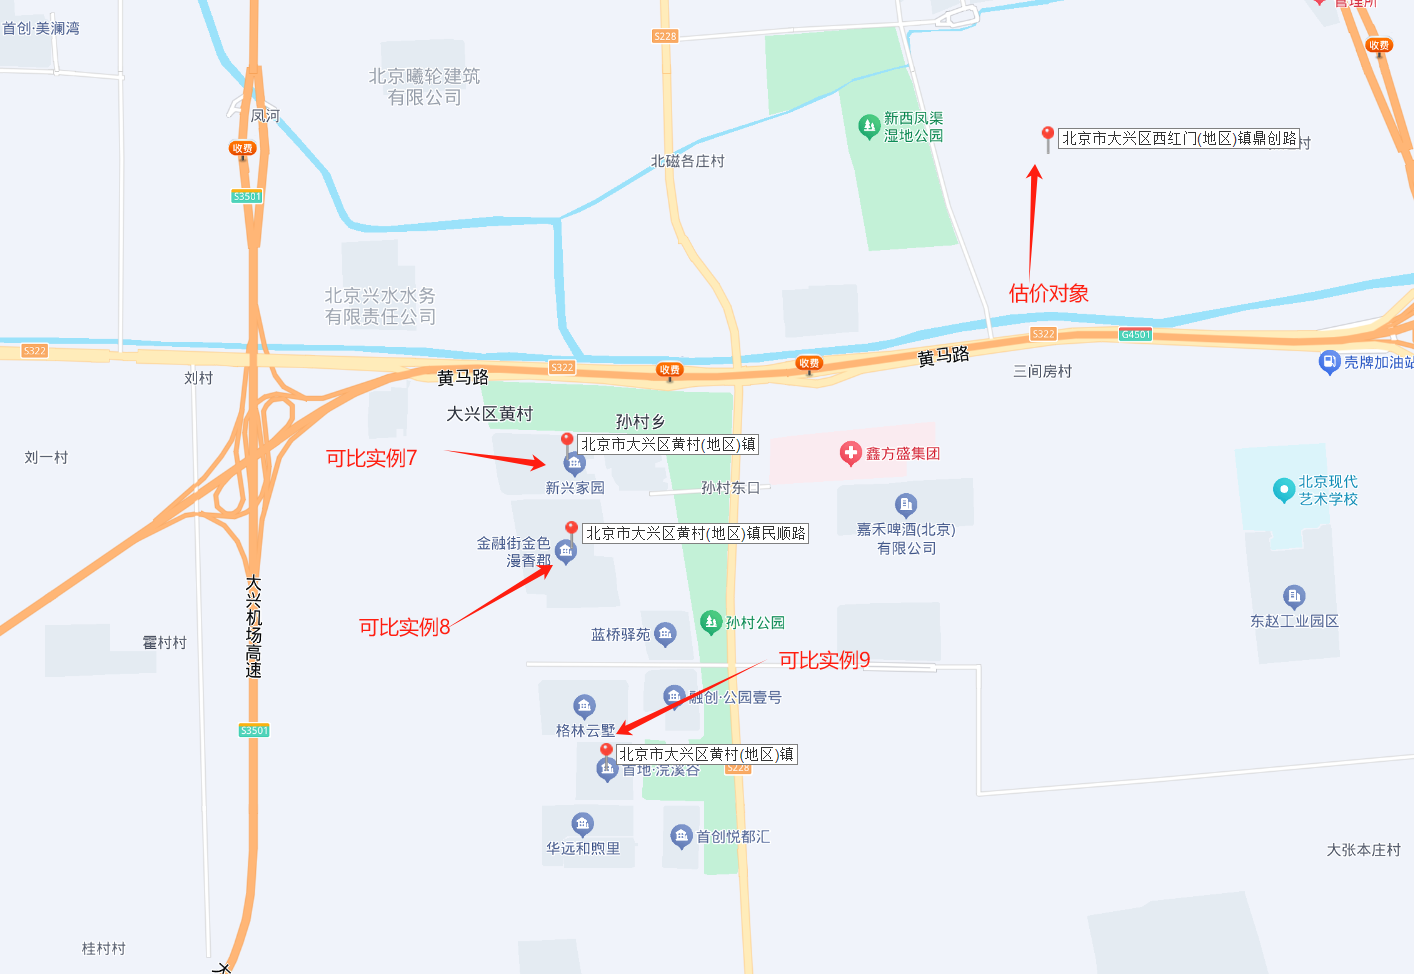 首创·美澜湾
S228
管理所
收费
北京曦轮建筑
有限公司
凤河
新西凤渠
湿地公园
北京市大兴区西红门(地区)镇鼎创路
村
收费
北磁各庄村
S3501
估价对象
北京兴水水务
有限责任公司
S322
S322
G4501
黄马路
收费
收费
S322
三间房村
壳牌加油站
刘村
黄马路
大兴区黄村
孙村乡
北京市大兴区黄村(地区)镇
可比实例7
刘一村
鑫方盛集团
新兴家园
孙村东口
北京现代
艺术学校
金融街金色
漫香郡
北京市大兴区黄村(地区)镇民顺路
嘉禾啤酒(北京)
有限公司
大兴机场高速
可比实例8
东赵工业园区
霍村村
蓝桥驿苑
孙村公园
可比实例9
融创·公园壹号
格林云墅
S3501
北京市大兴区黄村(地区)镇
首地·浣溪谷
S228
首创悦都汇
华远和煦里
大张本庄村
桂村村
大